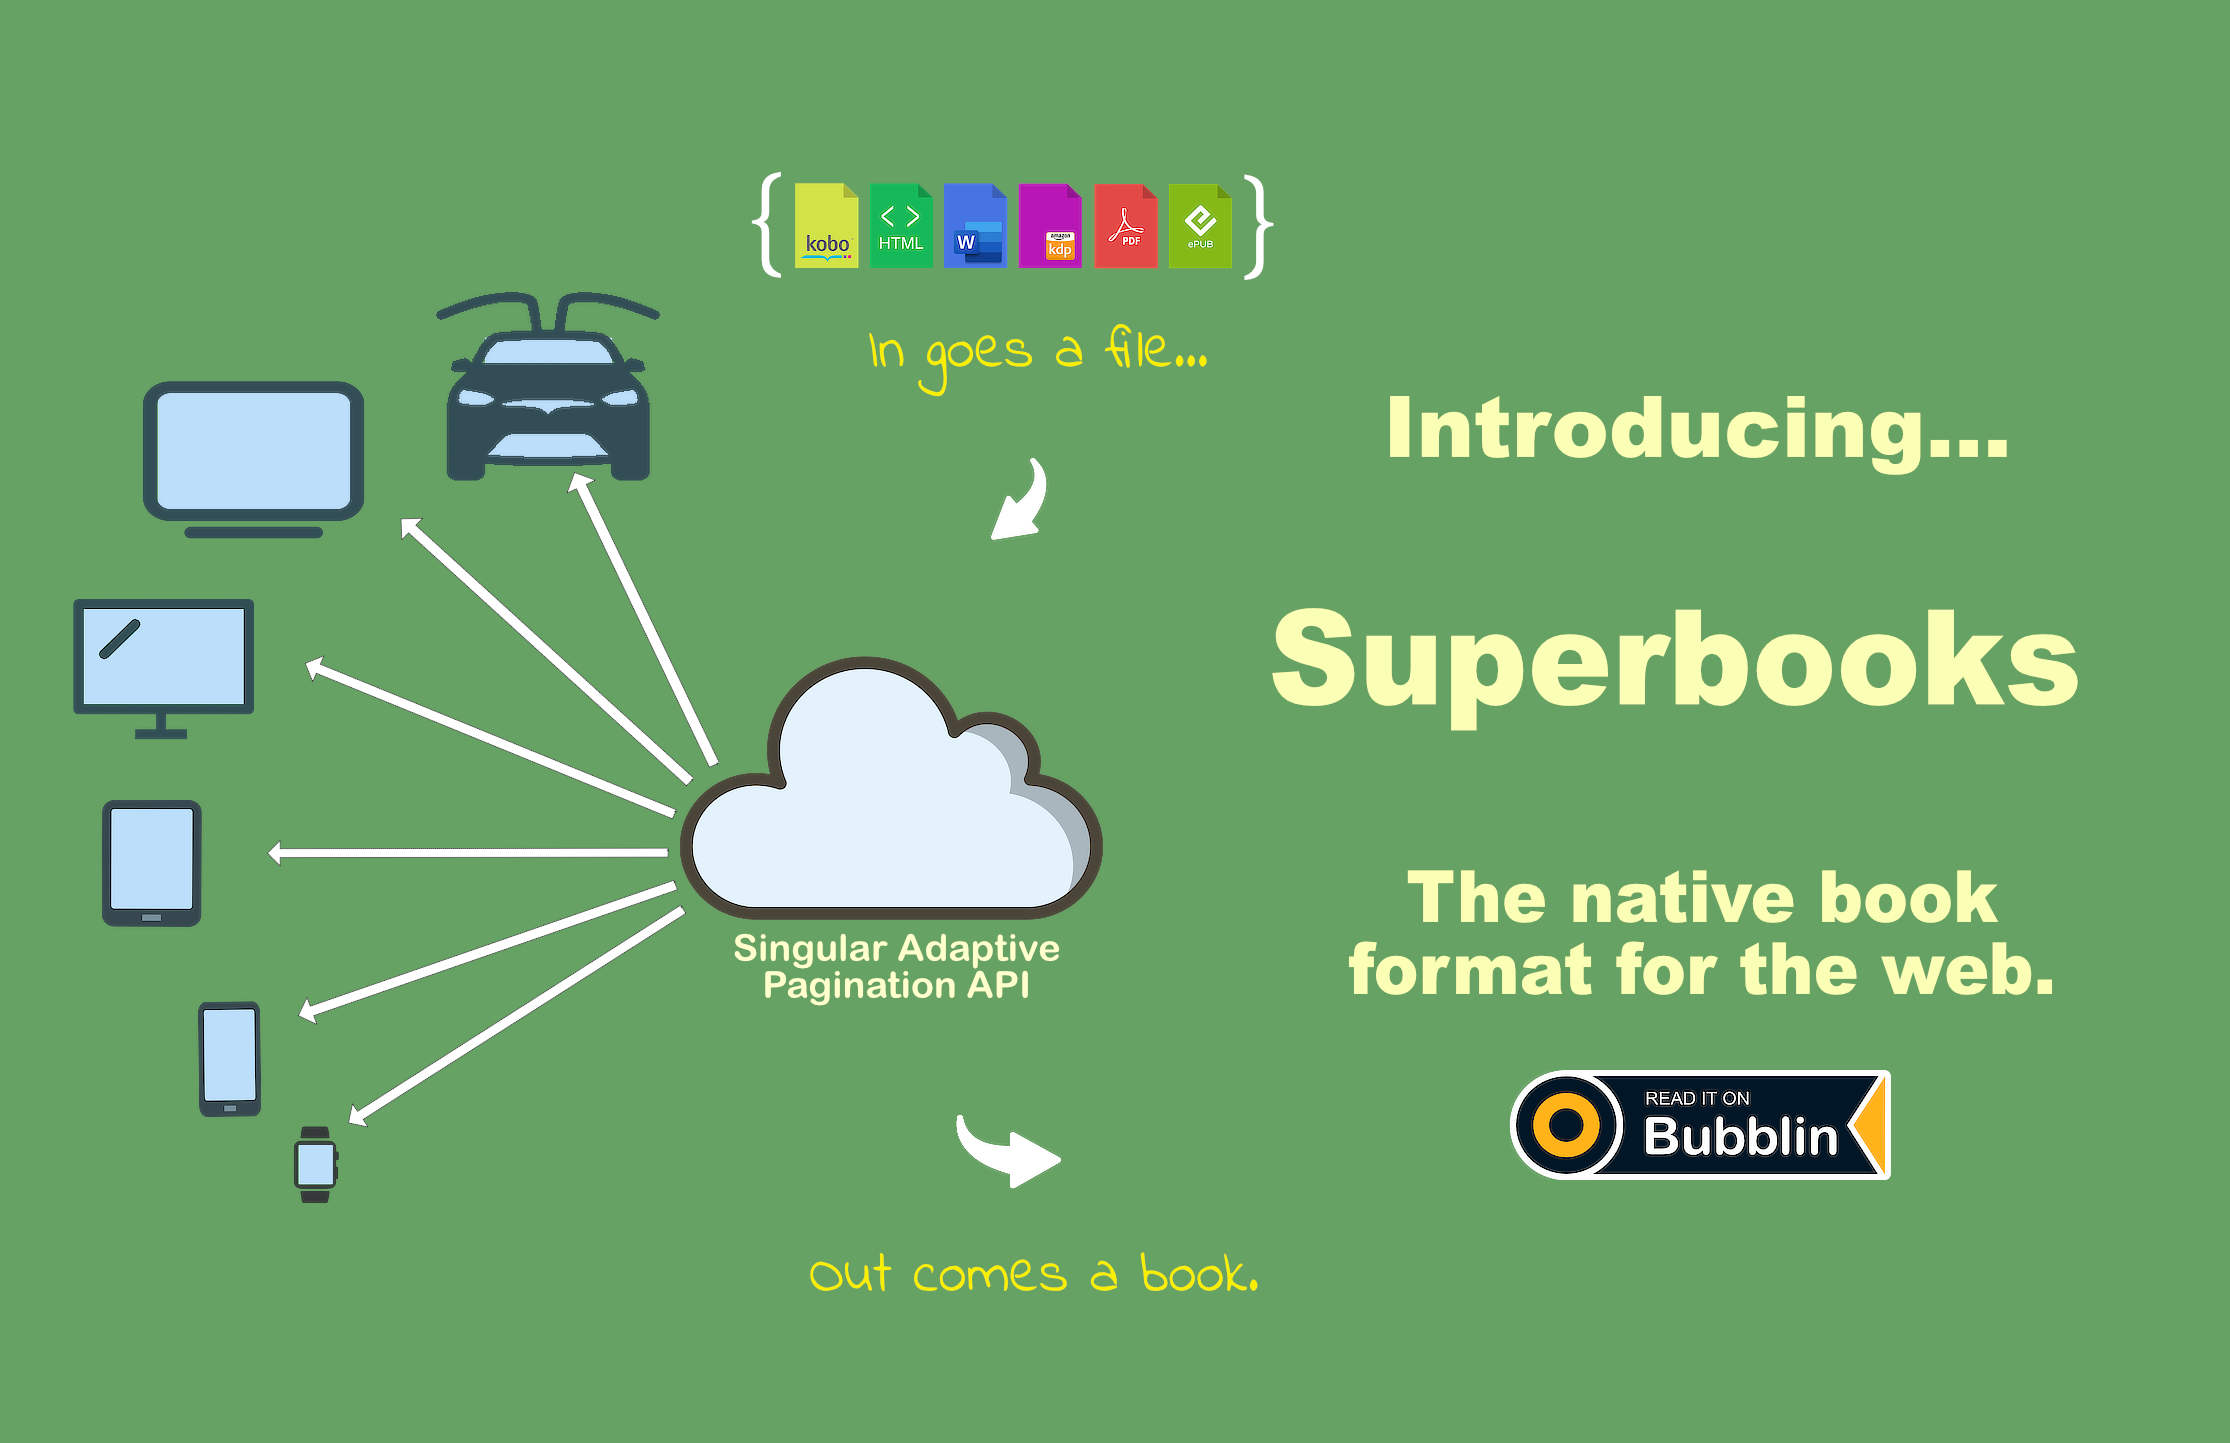 kobo
HTML
W
amazon
kdp
PDF
ePUB
In goes a file...
Introducing...
Superbooks
The native book
format for the web.
Singular Adaptive
Pagination API
READ IT ON
Bubblin
Out comes a book.